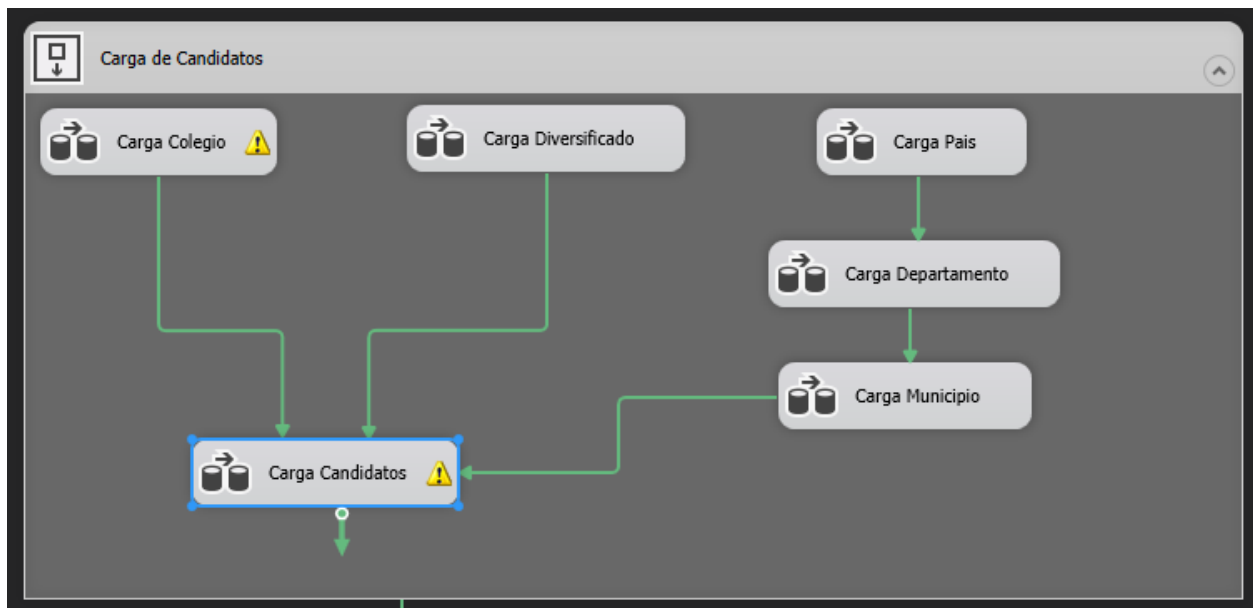 Carga de Candidatos
Carga Colegio
Carga Diversificado
Carga Pais
Carga Departamento
Carga Municipio
Carga Candidatos